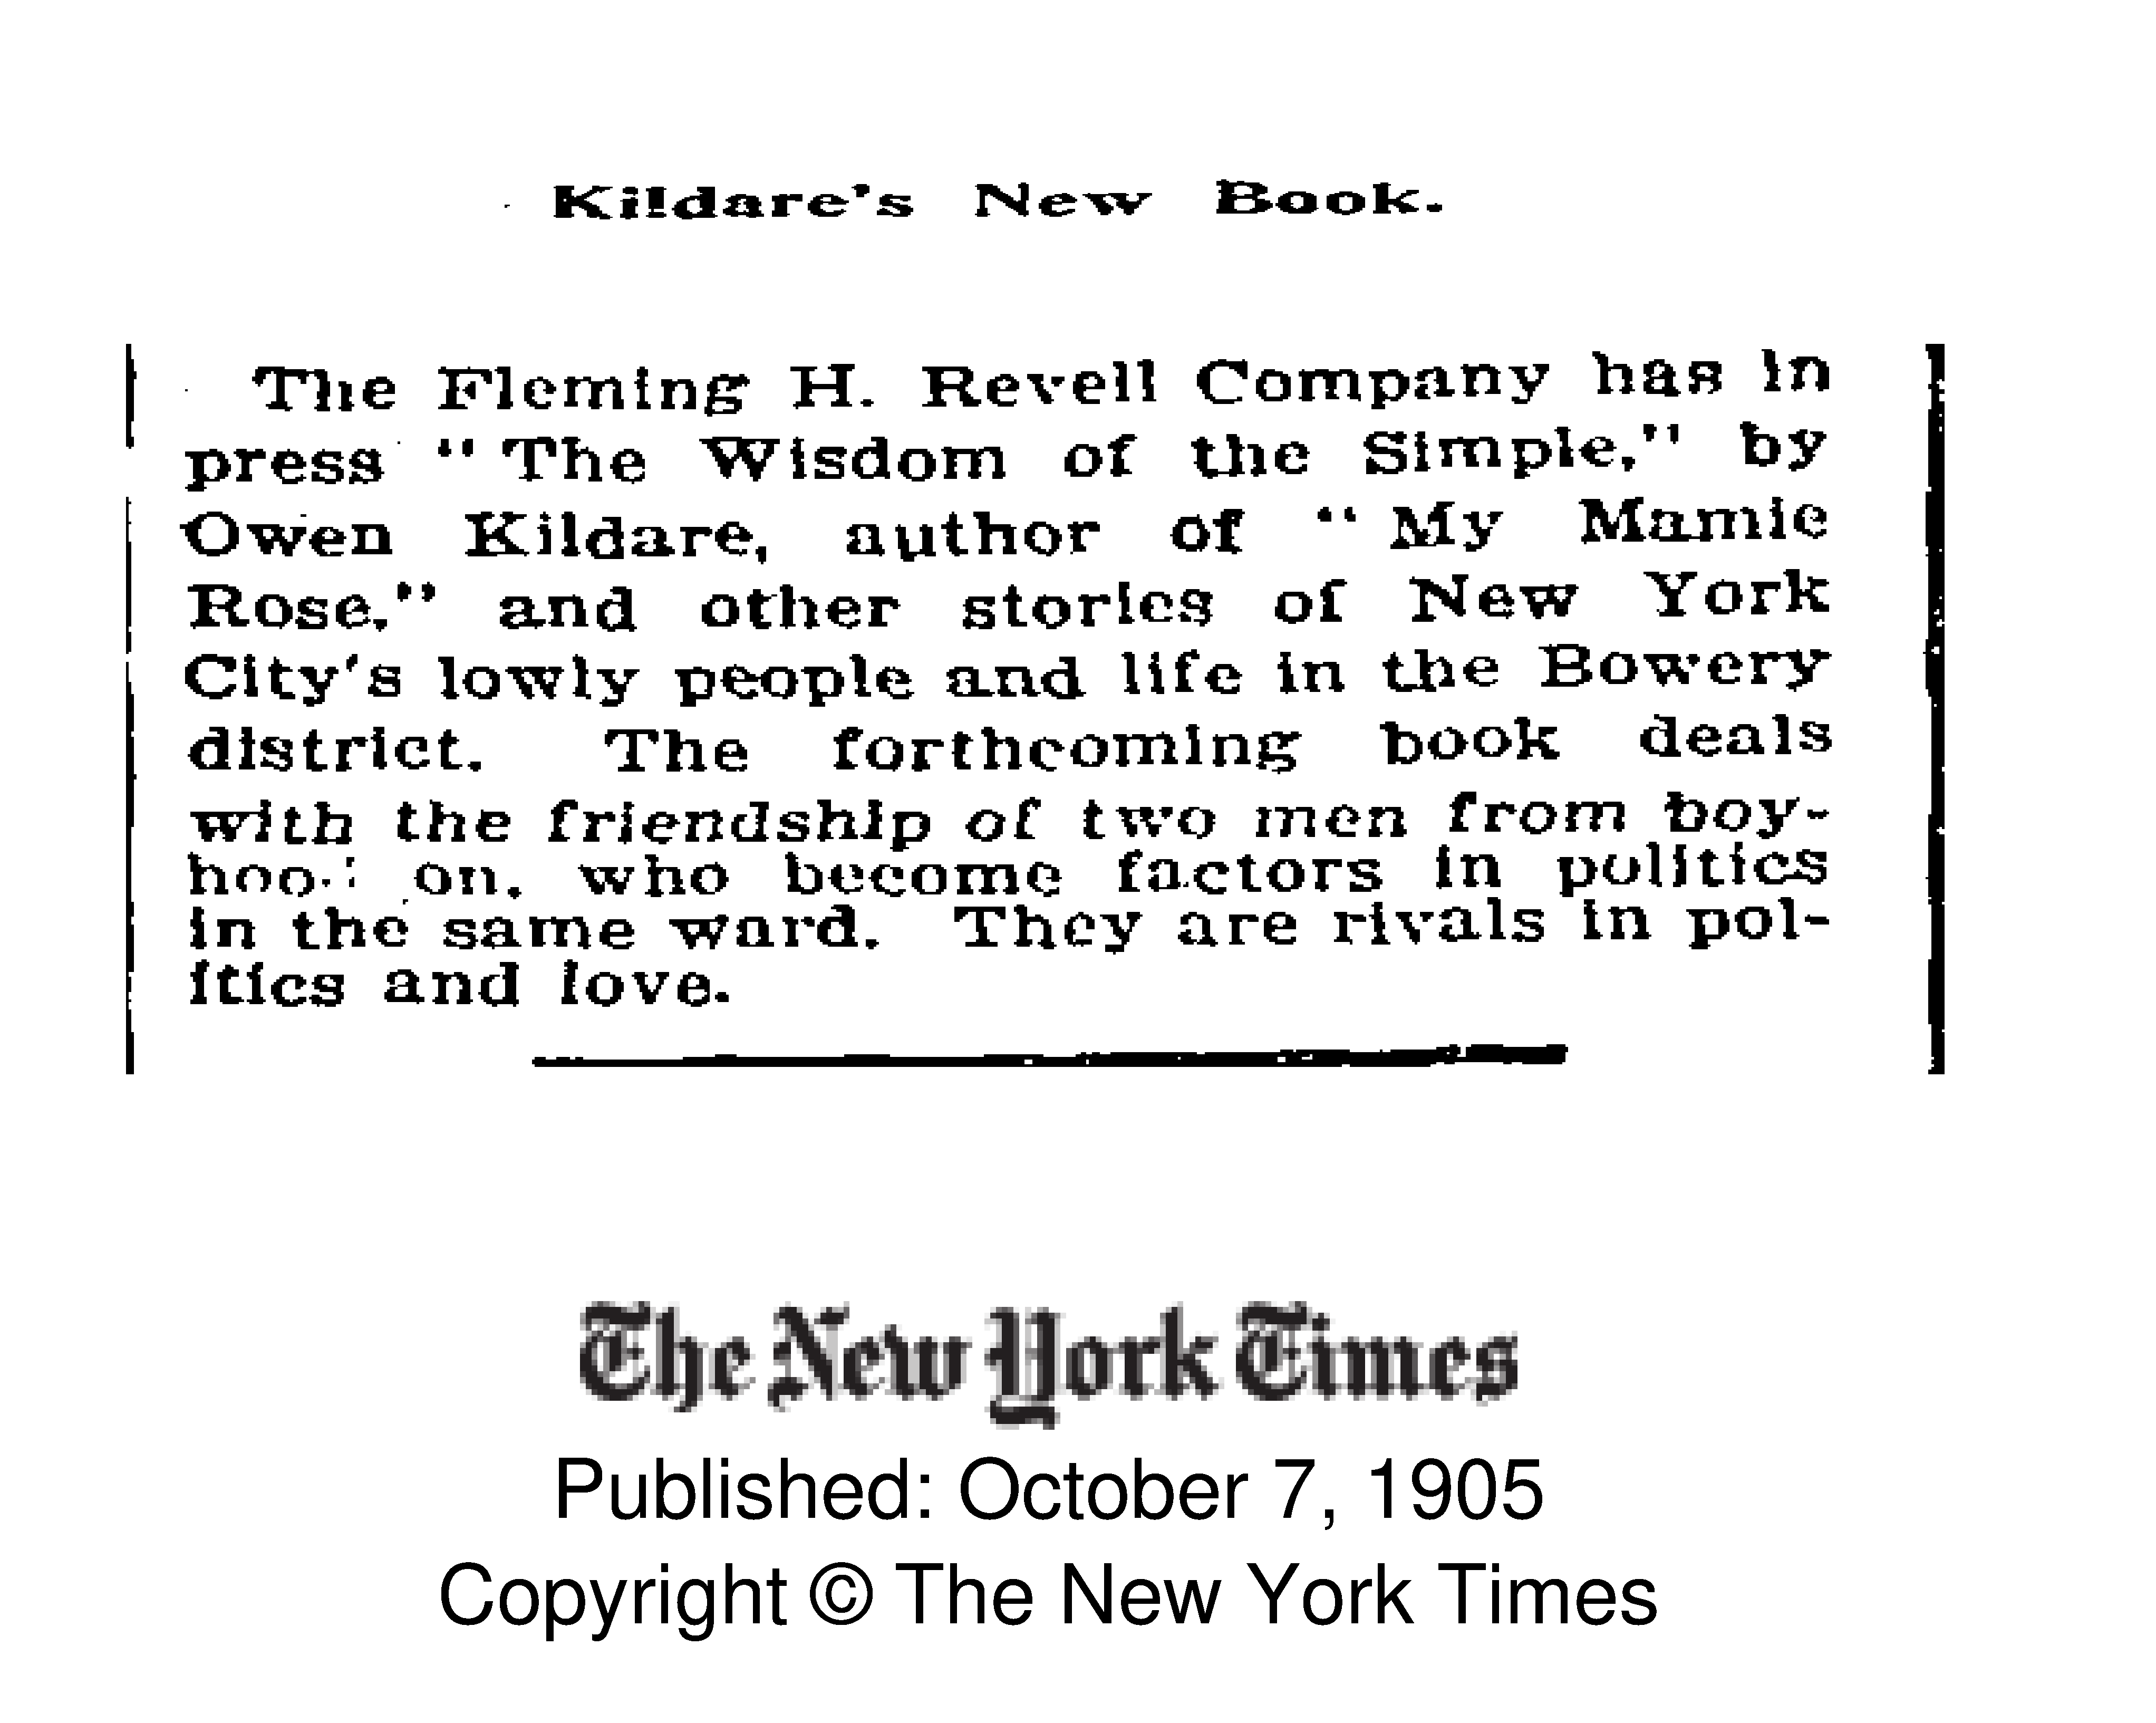 Kildare's New Book.
The Fleming H. Revell Company has in
press "The Wisdom of the Simple," by
Owen Kildare, author of "My Mamie
Rose," and other stories of New York
City's lowly people and life in the Bowery
district. The forthcoming book deals
with the friendship of two men from boy-
hood on, who become factors in politics
in the same ward. They are rivals in pol-
itics and love.
The New York Times
Published: October 7, 1905
Copyright © The New York Times